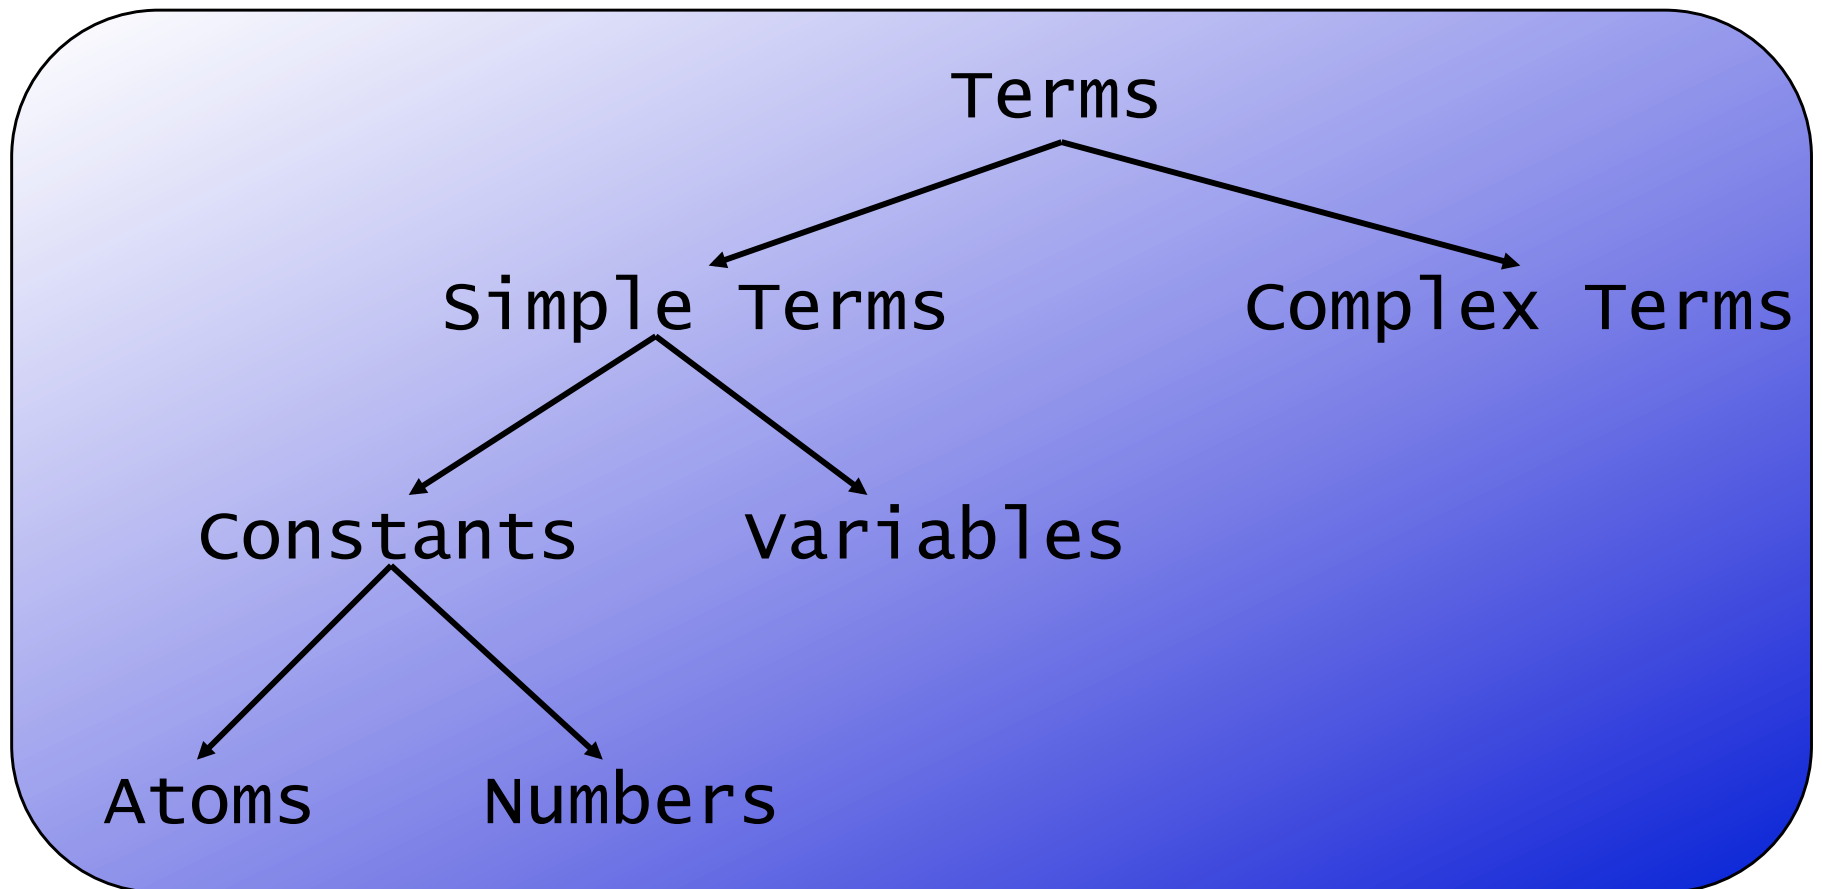 Terms
Simple Terms
Complex Terms
Constants
Variables
Atoms
Numbers